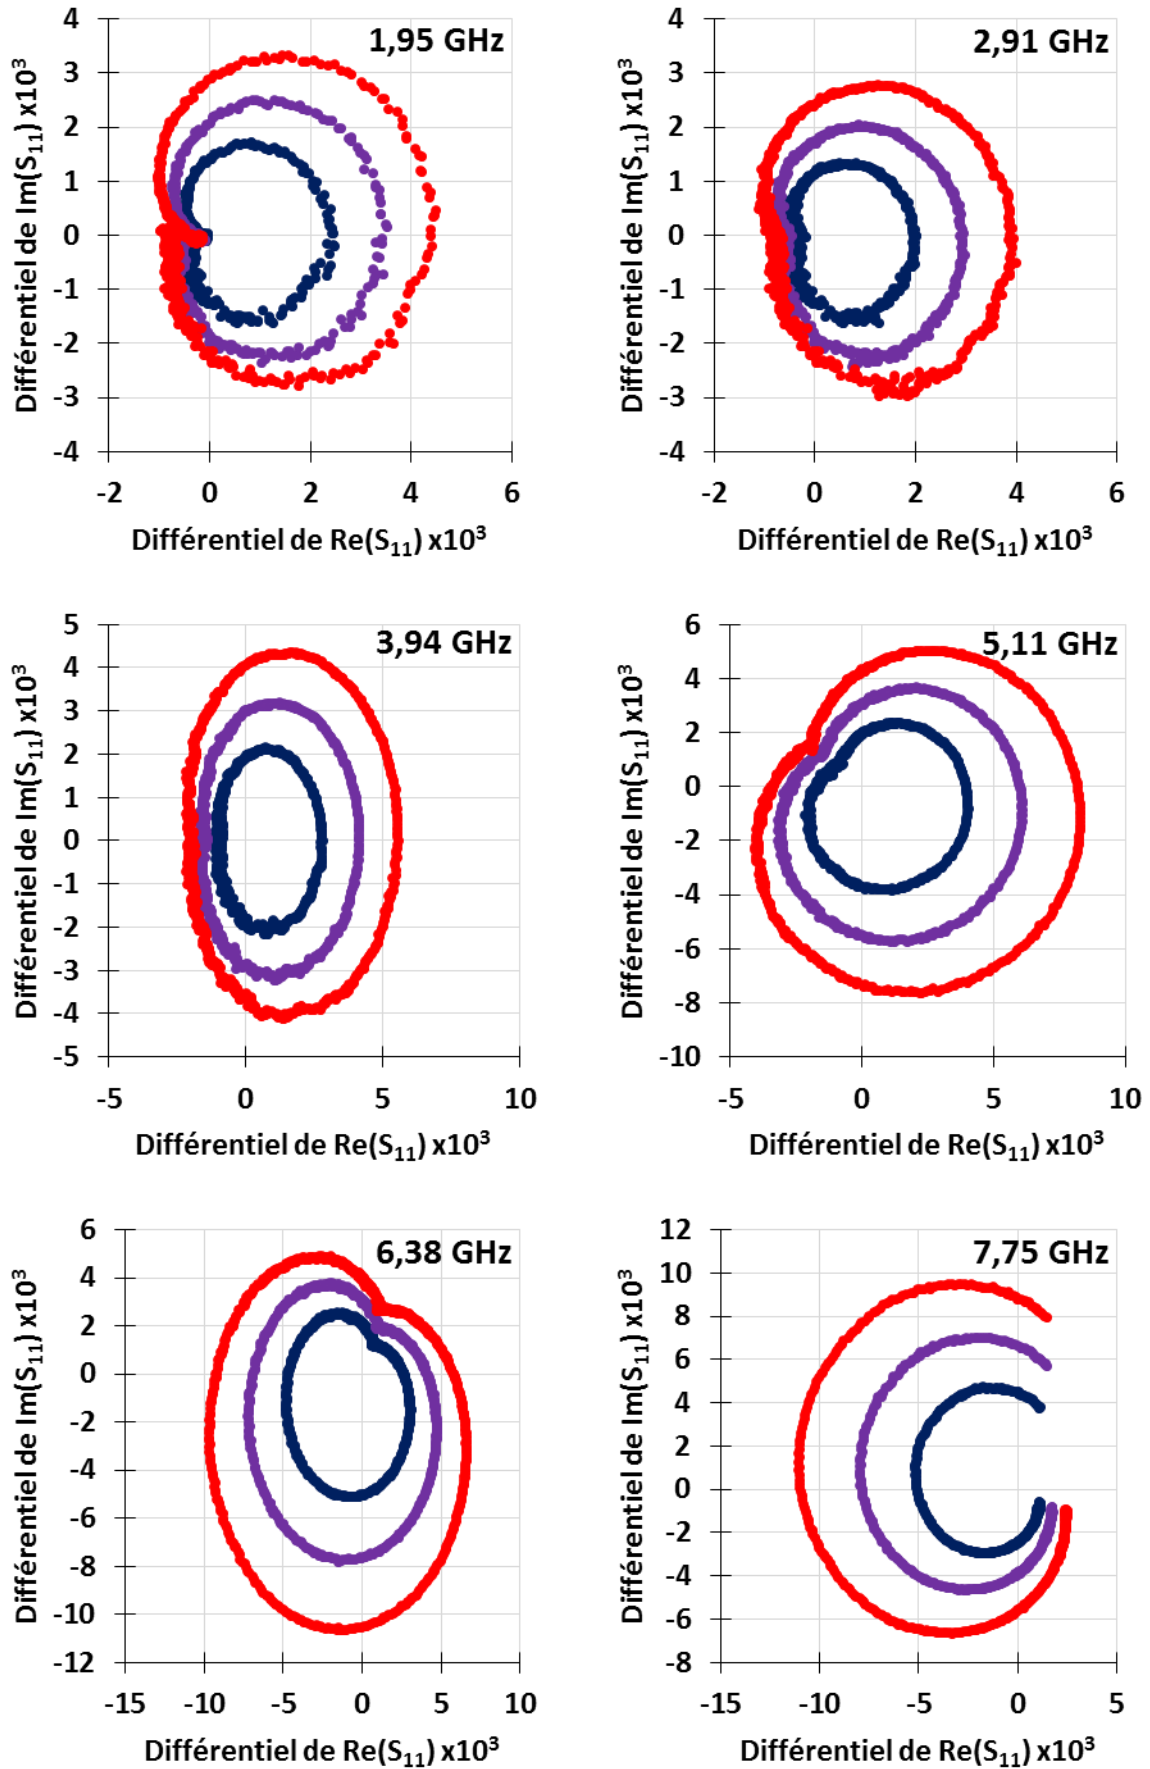 1,95 GHz
Différentiel de Im(S₁₁) x10³
4
3
2
1
0
-1
-2
-3
-4
-2 0 2 4 6
Différentiel de Re(S₁₁) x10³
2,91 GHz
Différentiel de Im(S₁₁) x10³
4
3
2
1
0
-1
-2
-3
-4
-2 0 2 4 6
Différentiel de Re(S₁₁) x10³
3,94 GHz
Différentiel de Im(S₁₁) x10³
5
4
3
2
1
0
-1
-2
-3
-4
-5
-5 0 5 10
Différentiel de Re(S₁₁) x10³
5,11 GHz
Différentiel de Im(S₁₁) x10³
6
4
2
0
-2
-4
-6
-8
-10
-5 0 5 10
Différentiel de Re(S₁₁) x10³
6,38 GHz
Différentiel de Im(S₁₁) x10³
6
4
2
0
-2
-4
-6
-8
-10
-12
-15 -10 -5 0 5 10
Différentiel de Re(S₁₁) x10³
7,75 GHz
Différentiel de Im(S₁₁) x10³
12
10
8
6
4
2
0
-2
-4
-6
-8
-15 -10 -5 0 5
Différentiel de Re(S₁₁) x10³